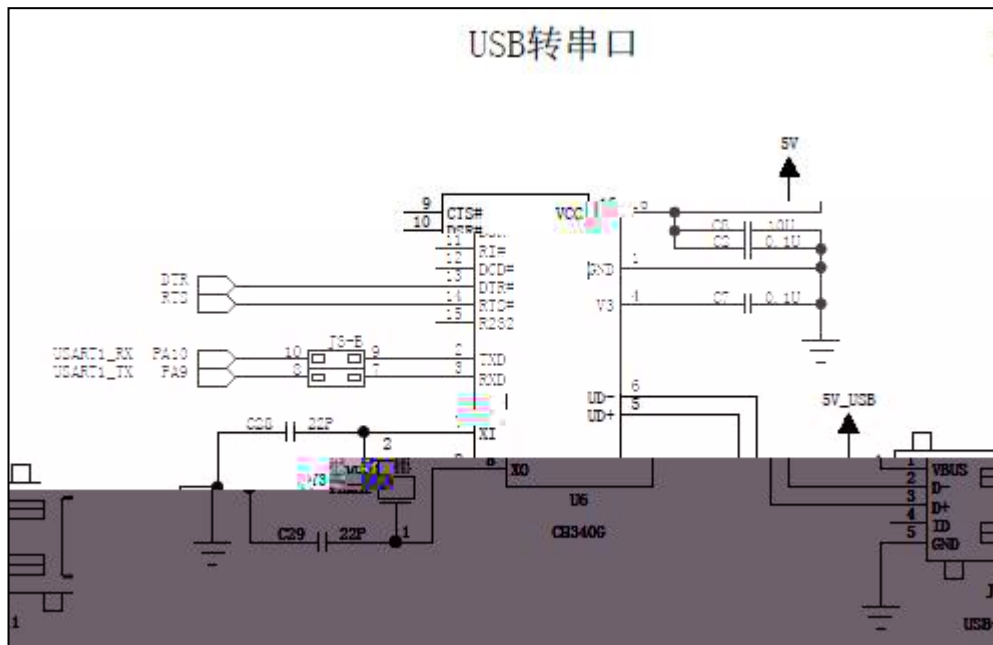 USB转串口
5V
9 CTS# VCC
10 DSR#
C6 10U
C2 0.1U
11 RI# GND 1
12 DCD#
DTR 13 DTR#
RTS 14 RTS# V3 4 C7 0.1U
15 R232
J3-B
USART1_RX PA10 10 9 2 TXD
USART1_TX PA9 8 7 3 RXD
UD- 6
UD+ 5
5V_USB
C28 22P XI
2
XO 1 VBUS
Y3 2 D-
U6 3 D+
C29 22P 1 CH340G 4 ID
5 GND
1 USB